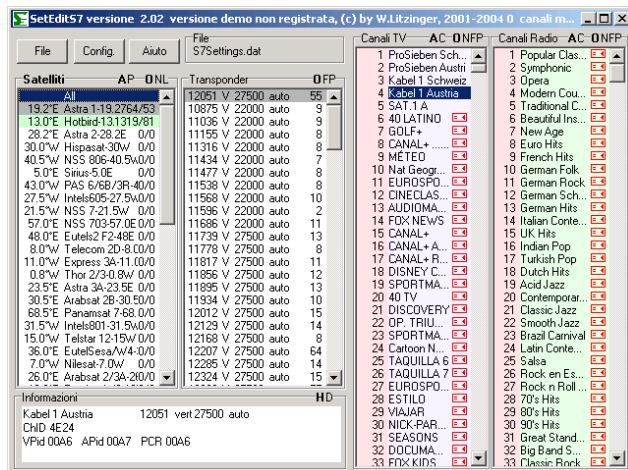 SetEditS7 versione 2.02 versione demo non registrata, (c) by W.Litzinger, 2001-2004 0 canali m...
File Config. Aiuto
File
S7Settings.dat
Satelliti AP ONL
All
19.2°E Astra 1-19.2764/53
13.0°E Hotbird-13.1319/81
28.2°E Astra 2-28.2E 0/0
30.0°W Hispasat-30W 0/0
40.5°W NSS 806-40.5W0/0
5.0°E Sirius-5.0E 0/0
43.0°W PAS 6/6B/3R-40/0
27.5°W Intels605-27.5W0/0
21.5°W NSS 7-21.5W 0/0
57.0°E NSS 703-57.0E0/0
48.0°E Eutels2 F2-48E 0/0
8.0°W Telecom 2D-8.00/0
11.0°W Express 3A-11.00/0
0.8°W Thor 2/3-0.8W 0/0
23.5°E Astra 3A-23.5E 0/0
30.5°E Arabsat 2B-30.50/0
68.5°E Panamsat 7-68.00/0
31.5°W Intels801-31.5W0/0
15.0°W Telstar 12-15W 0/0
36.0°E EutelSesa/W4-:0/0
7.0°W Nilesat-7.0W 0/0
26.0°E Arabsat 2/3A-2(0/0
Transponder OFP
12051 V 27500 auto 55
10875 V 22000 auto 9
11036 V 22000 auto 9
11155 V 22000 auto 8
11316 V 22000 auto 8
11434 V 22000 auto 7
11477 V 22000 auto 8
11538 V 22000 auto 8
11568 V 22000 auto 10
11596 V 22000 auto 2
11686 V 22000 auto 11
11739 V 27500 auto 13
11778 V 27500 auto 8
11817 V 27500 auto 11
11856 V 27500 auto 12
11895 V 27500 auto 13
11934 V 27500 auto 10
12012 V 27500 auto 15
12129 V 27500 auto 14
12168 V 27500 auto 8
12207 V 27500 auto 64
12285 V 27500 auto 14
12324 V 27500 auto 15
Informazioni HD
Kabel 1 Austria 12051 vert 27500 auto
ChID 4E24
VPid 00A6 APid 00A7 PCR 00A6
Canali TV AC ONFP
1 ProSieben Sch...
2 ProSieben Austri
3 Kabel 1 Schweiz
4 Kabel 1 Austria
5 SAT.1 A
6 40 LATINO
7 GOLF+
8 CANAL+ ......
9 MÉTEO
10 Nat Geogr...
11 EUROSPO...
12 CINECLAS...
13 AUDIOMA...
14 FOX NEWS
15 CANAL+
16 CANAL+ A...
17 CANAL+ R...
18 DISNEY C...
19 SPORTMA...
20 40 TV
21 DISCOVERY
22 OP. TRIU...
23 SPORTMA...
24 Cartoon N...
25 TAQUILLA 6
26 TAQUILLA 7
27 EUROSPO...
28 ESTILO
29 VIAJAR
30 NICK-PAR...
31 SEASONS
32 DOCUMA...
33 FOX KIDS
Canali Radio AC ONFP
1 Popular Clas...
2 Symphonic
3 Opera
4 Modern Cou...
5 Traditional C...
6 Beautiful Ins...
7 New Age
8 Euro Hits
9 French Hits
10 German Folk
11 German Rock
12 German Sch...
13 German Hits
14 Italian Conte...
15 UK Hits
16 Indian Pop
17 Turkish Pop
18 Dutch Hits
19 Acid Jazz
20 Contemporar...
21 Classic Jazz
22 Smooth Jazz
23 Brazil Carnival
24 Latin Conte...
25 Salsa
26 Rock en Es...
27 Rock n Roll ...
28 70's Hits
29 80's Hits
30 90's Hits
31 Great Stand...
32 Big Band S...
33 Classic Rock